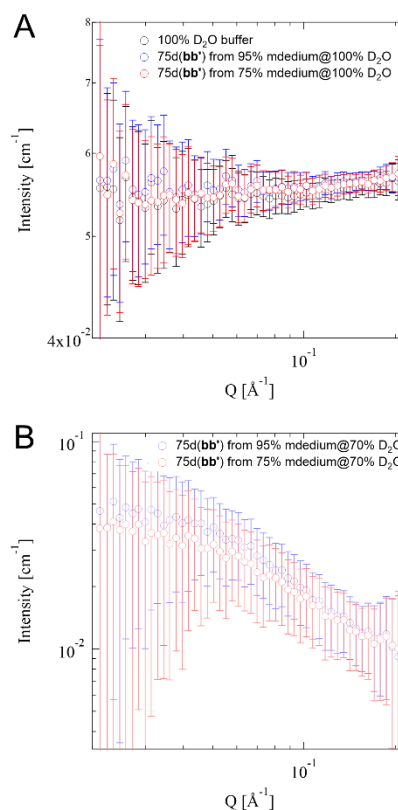 A
8
7
6
5
4x10⁻²
Intensity [cm⁻¹]
100% D₂O buffer
75d(bb') from 95% mdedium@100% D₂O
75d(bb') from 75% mdedium@100% D₂O
10⁻¹
Q [Å⁻¹]
B
10⁻¹
10⁻²
Intensity [cm⁻¹]
75d(bb') from 95% mdedium@70% D₂O
75d(bb') from 75% mdedium@70% D₂O
10⁻¹
Q [Å⁻¹]